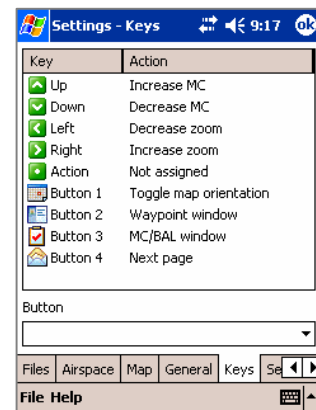 Settings - Keys 9:17 ok
Key Action
Up Increase MC
Down Decrease MC
Left Decrease zoom
Right Increase zoom
Action Not assigned
Button 1 Toggle map orientation
Button 2 Waypoint window
Button 3 MC/BAL window
Button 4 Next page
Button
Files Airspace Map General Keys Se
File Help